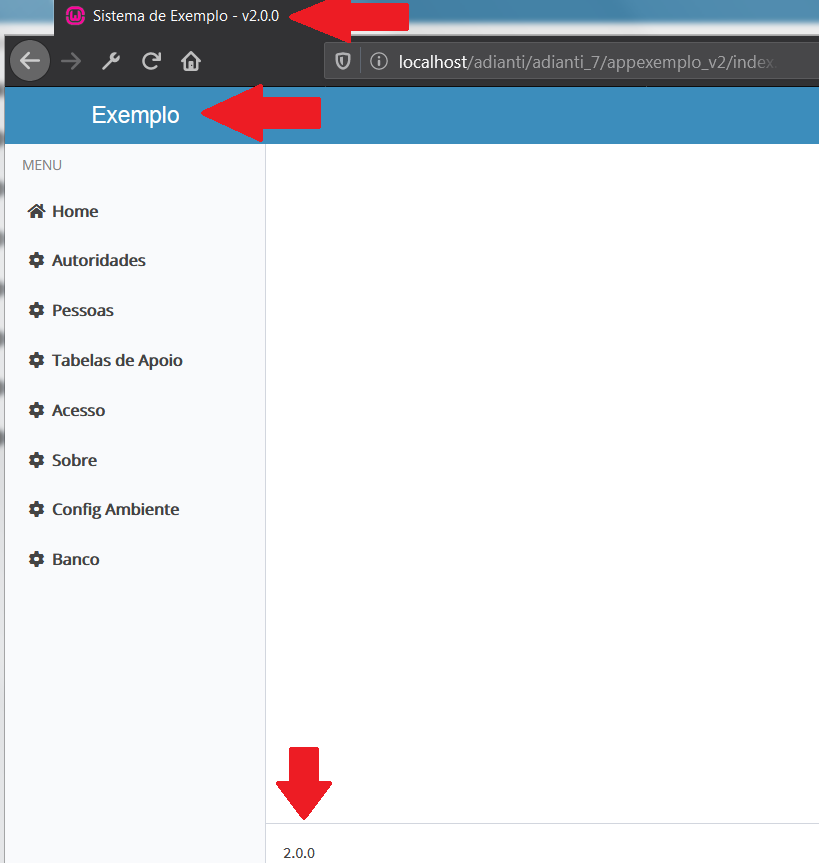 Sistema de Exemplo - v2.0.0
localhost/adianti/adianti_7/appexemplo_v2/index
Exemplo
MENU
Home
Autoridades
Pessoas
Tabelas de Apoio
Acesso
Sobre
Config Ambiente
Banco
2.0.0